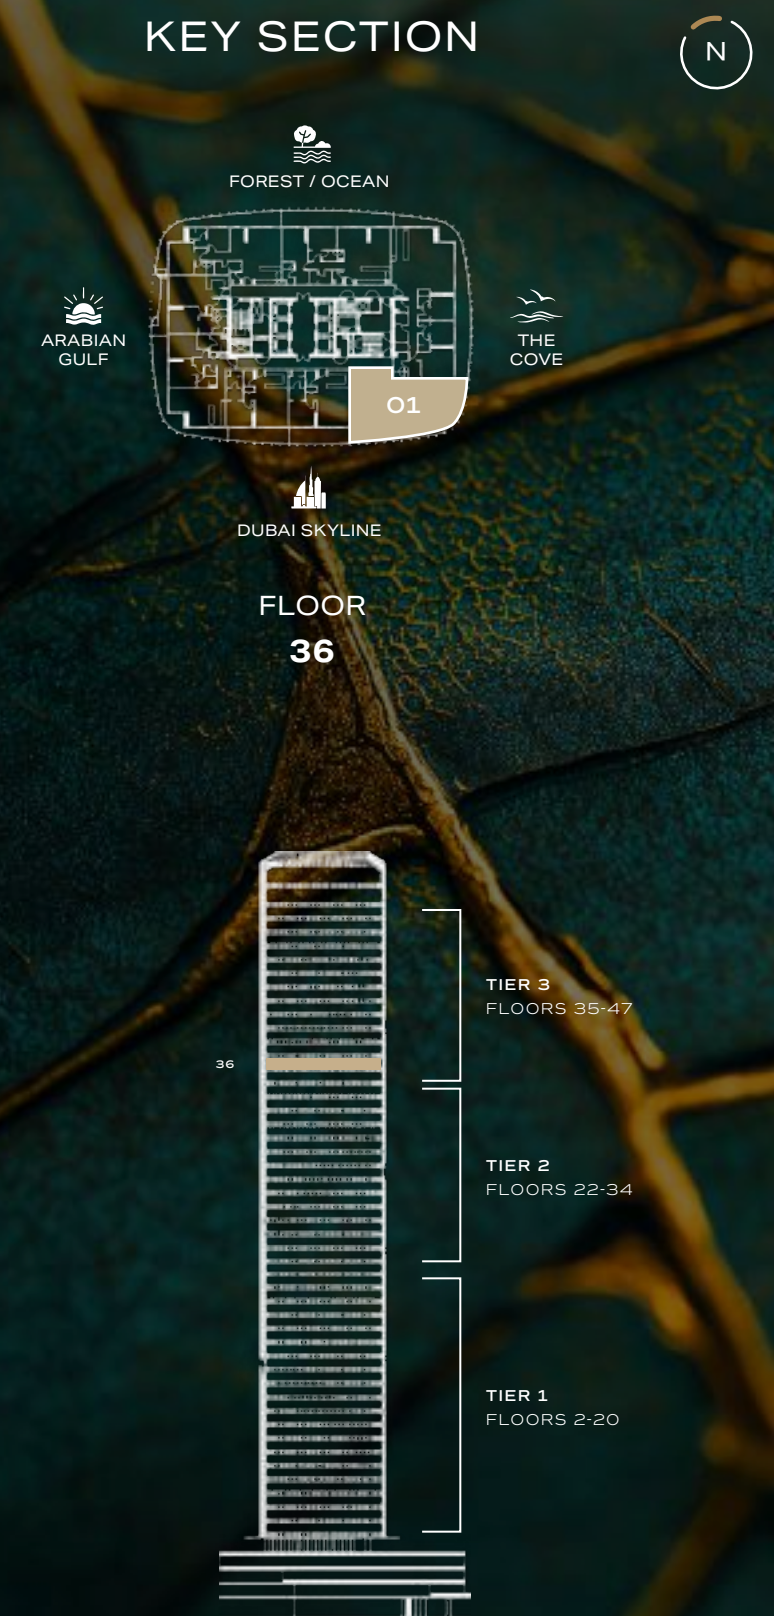 KEY SECTION
N
FOREST / OCEAN
ARABIAN
GULF
THE
COVE
01
DUBAI SKYLINE
FLOOR
36
TIER 3
FLOORS 35-47
36
TIER 2
FLOORS 22-34
TIER 1
FLOORS 2-20